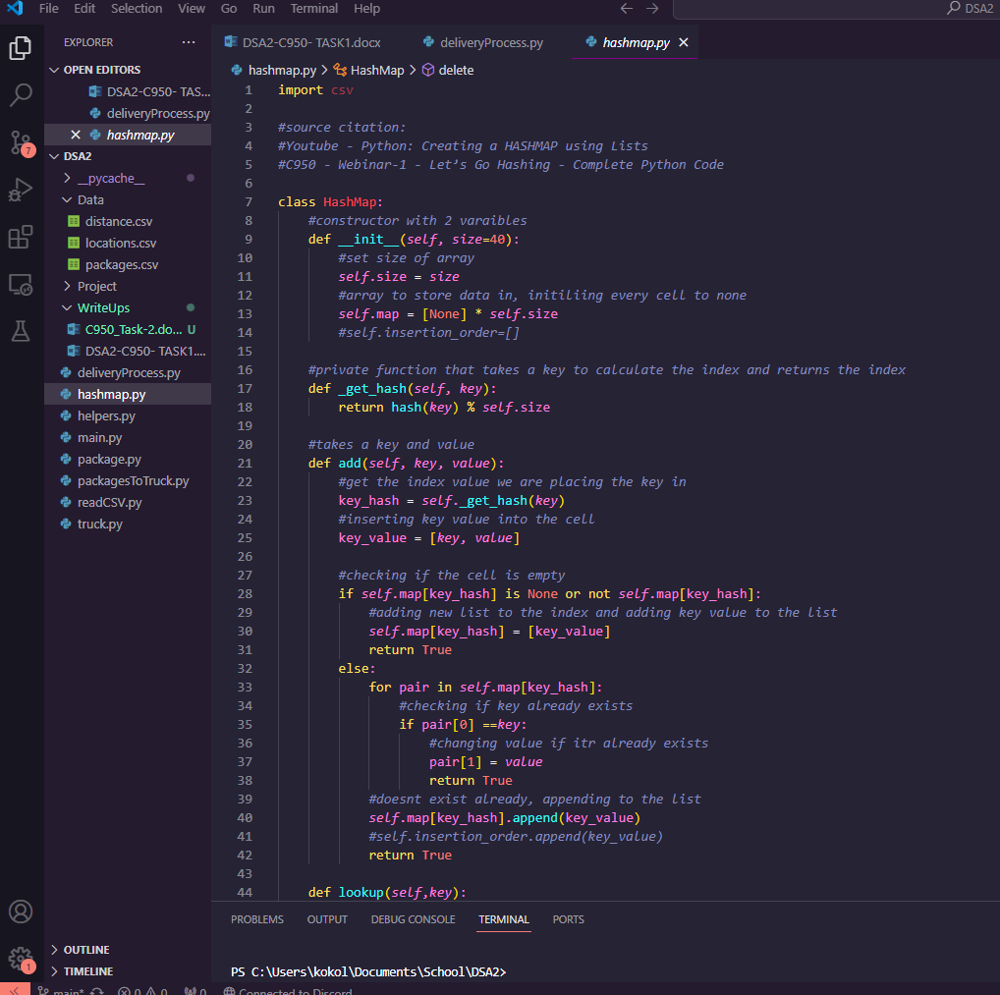 File Edit Selection View Go Run Terminal Help DSA2
EXPLORER
OPEN EDITORS
DSA2-C950- TAS...
deliveryProcess.py
hashmap.py
DSA2
__pycache__
Data
distance.csv
locations.csv
packages.csv
Project
WriteUps
C950_Task-2.do... U
DSA2-C950- TASK1....
deliveryProcess.py
hashmap.py
helpers.py
main.py
package.py
packagesToTruck.py
readCSV.py
truck.py
OUTLINE
TIMELINE
7
1
DSA2-C950- TASK1.docx deliveryProcess.py hashmap.py
hashmap.py > HashMap > delete
1 import csv
2
3 #source citation:
4 #Youtube - Python: Creating a HASHMAP using Lists
5 #C950 - Webinar-1 - Let’s Go Hashing - Complete Python Code
6
7 class HashMap:
8 #constructor with 2 varaibles
9 def __init__(self, size=40):
10 #set size of array
11 self.size = size
12 #array to store data in, initiliing every cell to none
13 self.map = [None] * self.size
14 #self.insertion_order=[]
15
16 #private function that takes a key to calculate the index and returns the index
17 def _get_hash(self, key):
18 return hash(key) % self.size
19
20 #takes a key and value
21 def add(self, key, value):
22 #get the index value we are placing the key in
23 key_hash = self._get_hash(key)
24 #inserting key value into the cell
25 key_value = [key, value]
26
27 #checking if the cell is empty
28 if self.map[key_hash] is None or not self.map[key_hash]:
29 #adding new list to the index and adding key value to the list
30 self.map[key_hash] = [key_value]
31 return True
32 else:
33 for pair in self.map[key_hash]:
34 #checking if key already exists
35 if pair[0] ==key:
36 #changing value if itr already exists
37 pair[1] = value
38 return True
39 #doesnt exist already, appending to the list
40 self.map[key_hash].append(key_value)
41 #self.insertion_order.append(key_value)
42 return True
43
44 def lookup(self,key):
PROBLEMS OUTPUT DEBUG CONSOLE TERMINAL PORTS
PS C:\Users\kokol\Documents\School\DSA2>
main* 0 0 0 Connected to Discord